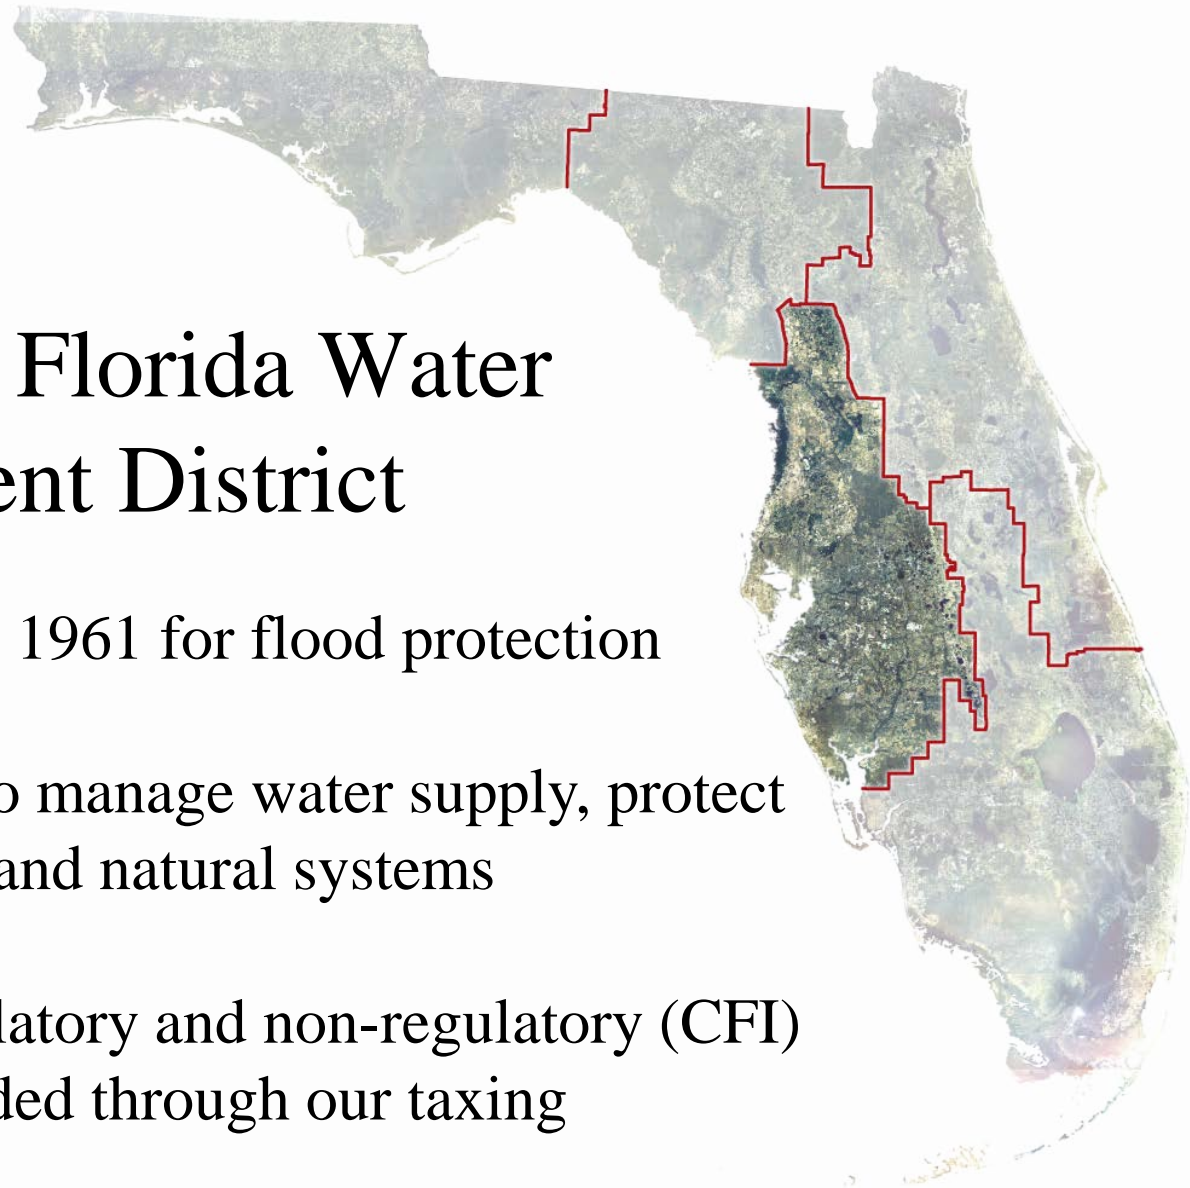 Florida Water
ent District
1961 for flood protection
o manage water supply, protect
and natural systems
latory and non-regulatory (CFI)
ded through our taxing